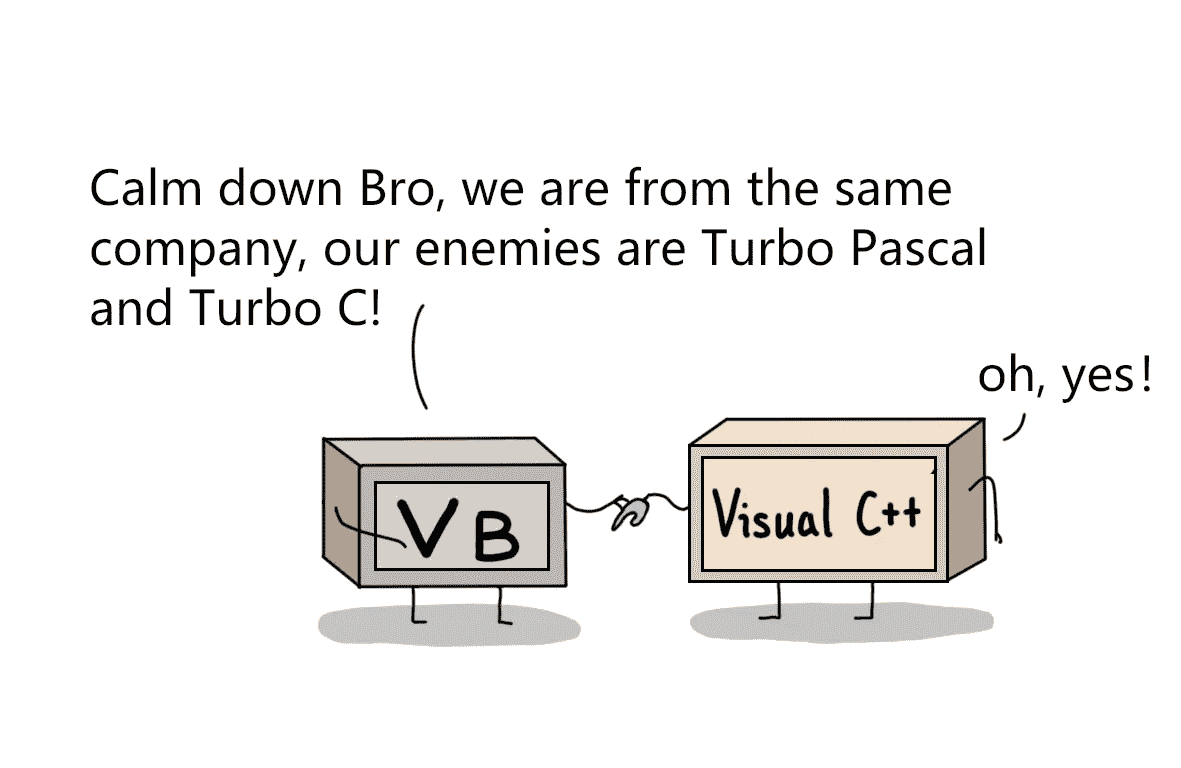 Calm down Bro, we are from the same
company, our enemies are Turbo Pascal
and Turbo C!
oh, yes!
VB
Visual C++